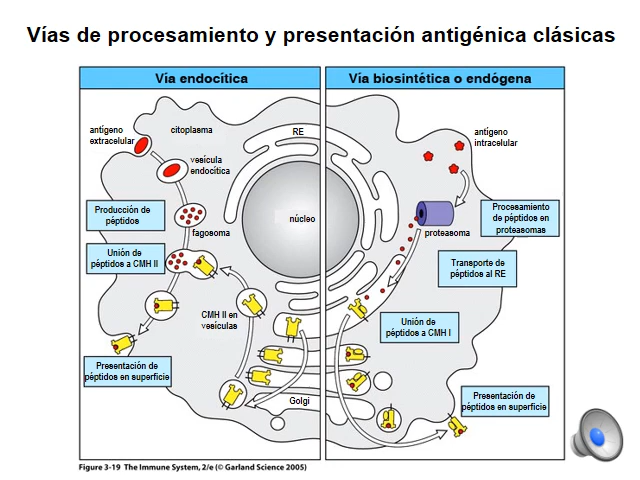 Vías de procesamiento y presentación antigénica clásicas
Vía endocítica
Vía biosintética o endógena
antígeno
extracelular
citoplasma
RE
antígeno
intracelular
vesícula
endocítica
Producción de
péptidos
fagosoma
núcleo
proteasoma
Procesamiento
de péptidos en
proteasomas
Unión de
péptidos a CMH II
Transporte de
péptidos al RE
CMH II en
vesículas
Unión de
péptidos a CMH I
Presentación de
péptidos en superficie
Golgi
Presentación de
péptidos en superficie
Figure 3-19 The Immune System, 2/e (© Garland Science 2005)